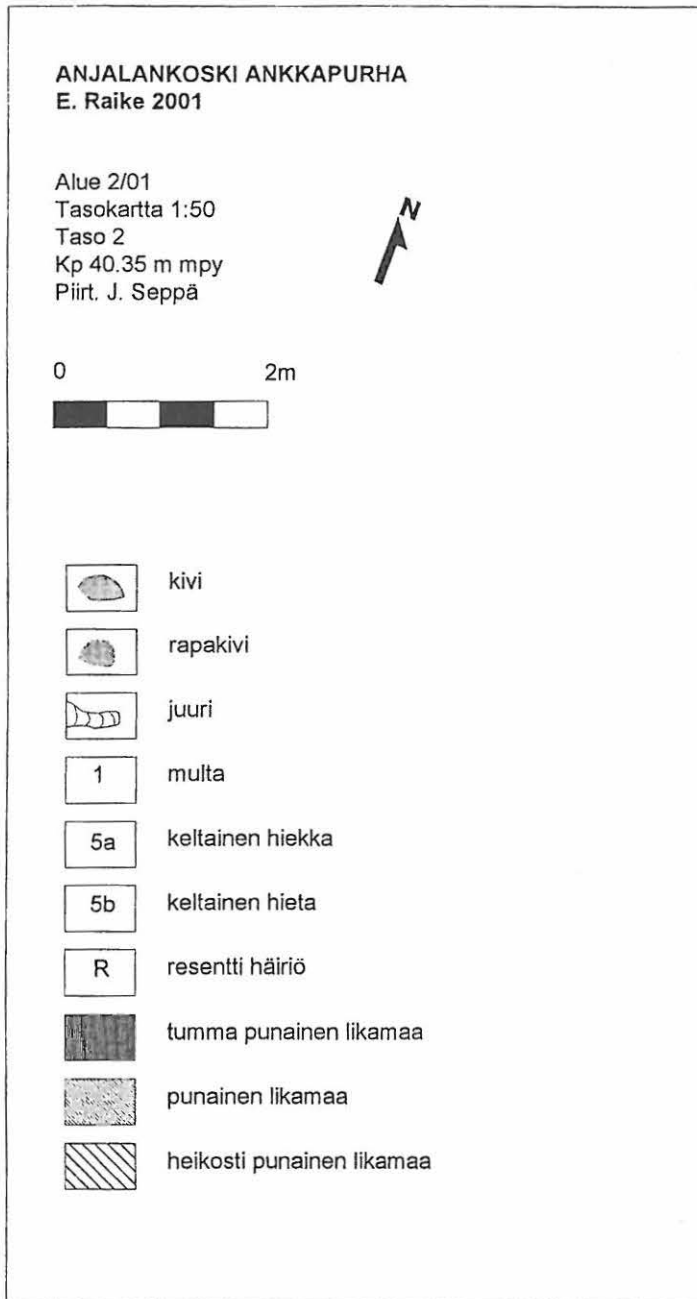 ANJALANKOSKI ANKKAPURHA
E. Raike 2001
Alue 2/01
Tasokartta 1:50
Taso 2
Kp 40.35 m mpy
Piirt. J. Seppä
N
0 2m
kivi
rapakivi
juuri
1 multa
5a keltainen hiekka
5b keltainen hieta
R resentti häiriö
tumma punainen likamaa
punainen likamaa
heikosti punainen likamaa